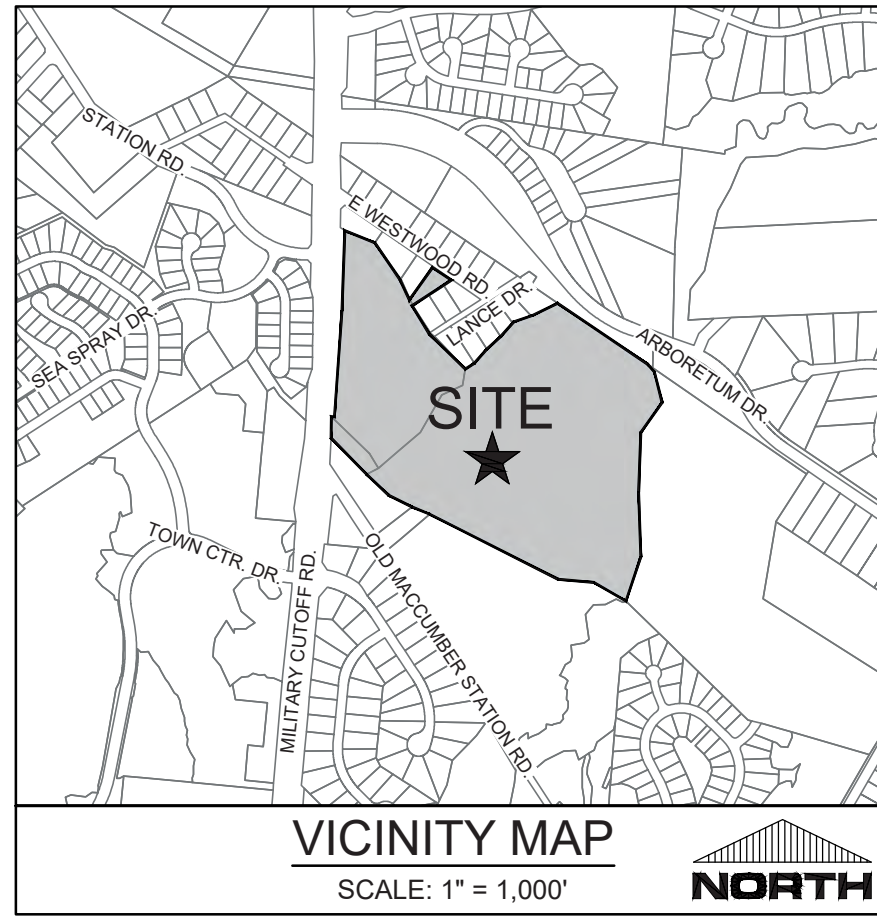 STATION RD.
E WESTWOOD RD.
LANCE DR.
SEA SPRAY DR.
ARBORETUM DR.
SITE
TOWN CTR. DR.
MILITARY CUTOFF RD.
OLD MACCUMBER STATION RD.
VICINITY MAP
SCALE: 1" = 1,000'
NORTH